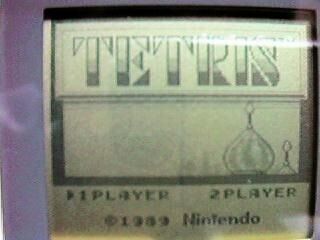 TETRIS
1PLAYER 2PLAYER
©1989 Nintendo